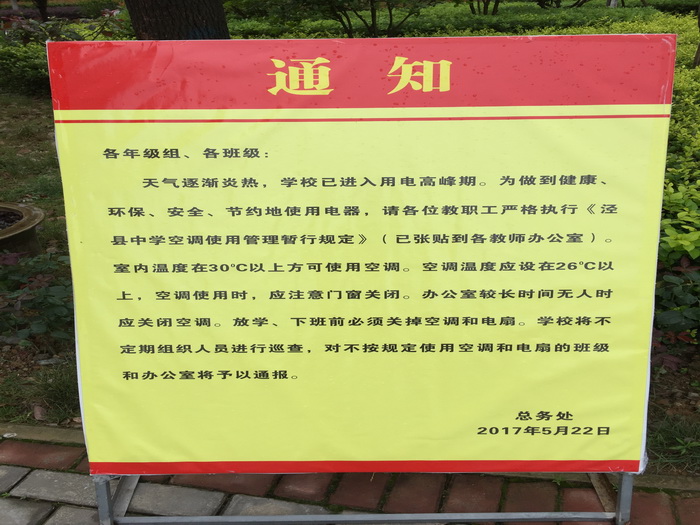 通知
各年级组、各班级：
天气逐渐炎热，学校已进入用电高峰期。为做到健康、
环保、安全、节约地使用电器，请各位教职工严格执行《泾
县中学空调使用管理暂行规定》（已张贴到各教师办公室）。
室内温度在30℃以上方可使用空调。空调温度应设在26℃以
上，空调使用时，应注意门窗关闭。办公室较长时间无人时
应关闭空调。放学、下班前必须关掉空调和电扇。学校将不
定期组织人员进行巡查，对不按规定使用空调和电扇的班级
和办公室将予以通报。
总务处
2017年5月22日